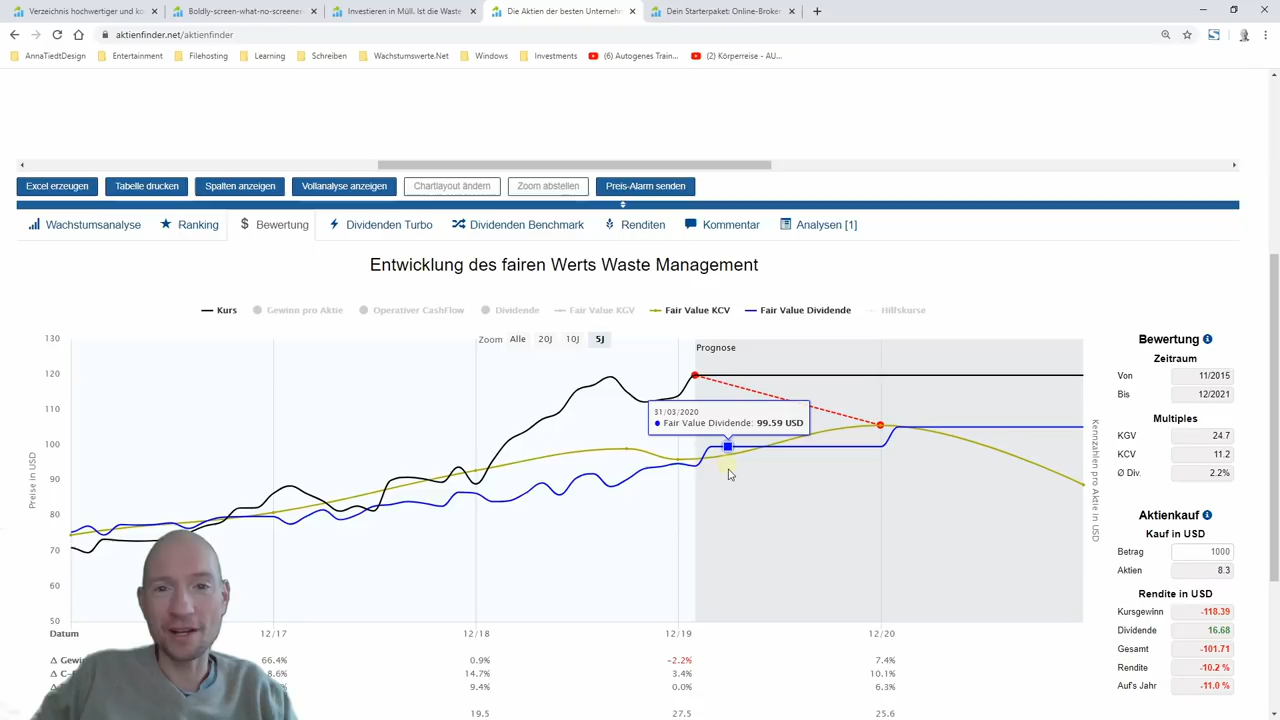 Verzeichnis hochwertiger und ko
Boldly-screen-what-no-screener-
Investieren in Müll. Ist die Waste
Die Aktien der besten Unternehm
Dein Starterpaket: Online-Broker
aktienfinder.net/aktienfinder
AnnaTiedtDesign
Entertainment
Filehosting
Learning
Schreiben
Wachstumswerte.Net
Windows
Investments
(6) Autogenes Train...
(2) Körperreise - AU...
Excel erzeugen
Tabelle drucken
Spalten anzeigen
Vollanalyse anzeigen
Chartlayout ändern
Zoom abstellen
Preis-Alarm senden
Wachstumsanalyse
Ranking
Bewertung
Dividenden Turbo
Dividenden Benchmark
Renditen
Kommentar
Analysen [1]
Entwicklung des fairen Werts Waste Management
Kurs
Gewinn pro Aktie
Operativer CashFlow
Dividende
Fair Value KGV
Fair Value KCV
Fair Value Dividende
Hilfskurse
Zoom Alle 20J 10J 5J
Prognose
130
120
110
100
90
80
70
60
50
Preise in USD
31/03/2020
Fair Value Dividende: 99.59 USD
Kennzahlen pro Aktie in USD
Datum 12/17 12/18 12/19 12/20
Δ Gewi 66.4% 0.9% -2.2% 7.4%
8.6% 14.7% 3.4% 10.1%
9.4% 0.0% 6.3%
19.5 27.5 25.6
Bewertung
Zeitraum
Von 11/2015
Bis 12/2021
Multiples
KGV 24.7
KCV 11.2
Ø Div. 2.2%
Aktienkauf
Kauf in USD
Betrag 1000
Aktien 8.3
Rendite in USD
Kursgewinn -118.39
Dividende 16.68
Gesamt -101.71
Rendite -10.2 %
Auf's Jahr -11.0 %